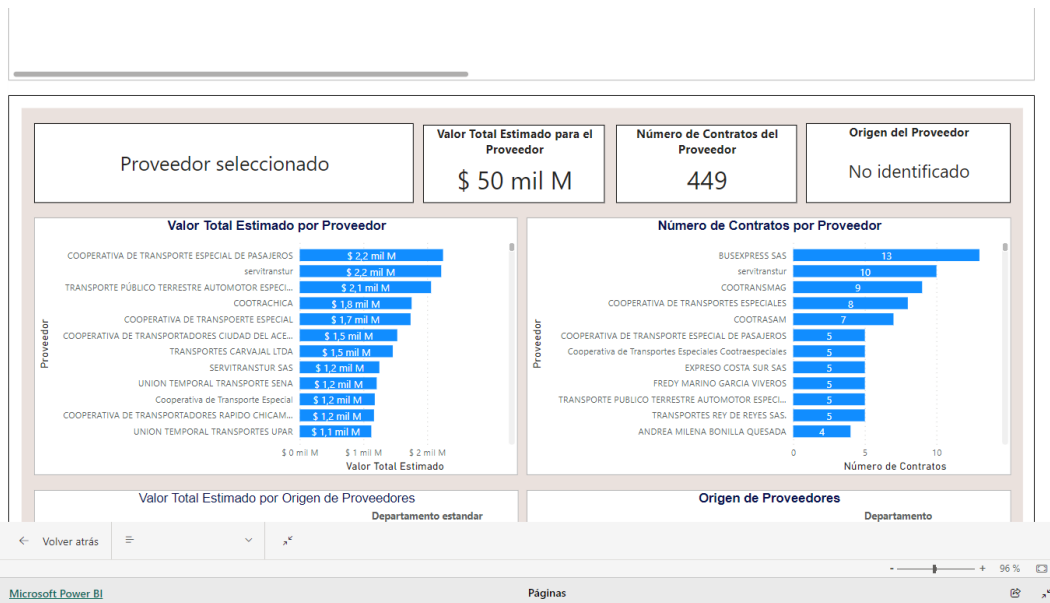 Proveedor seleccionado
Valor Total Estimado para el
Proveedor
$ 50 mil M
Número de Contratos del
Proveedor
449
Origen del Proveedor
No identificado
Valor Total Estimado por Proveedor
Proveedor
COOPERATIVA DE TRANSPORTE ESPECIAL DE PASAJEROS $ 2,2 mil M
servitranstur $ 2,2 mil M
TRANSPORTE PÚBLICO TERRESTRE AUTOMOTOR ESPECI... $ 2,1 mil M
COOTRACHICA $ 1,8 mil M
COOPERATIVA DE TRANSPOERTE ESPECIAL $ 1,7 mil M
COOPERATIVA DE TRANSPORTADORES CIUDAD DEL ACE... $ 1,5 mil M
TRANSPORTES CARVAJAL LTDA $ 1,5 mil M
SERVITRANSTUR SAS $ 1,2 mil M
UNION TEMPORAL TRANSPORTE SENA $ 1,2 mil M
Cooperativa de Transporte Especial $ 1,2 mil M
COOPERATIVA DE TRANSPORTADORES RAPIDO CHICAM... $ 1,2 mil M
UNION TEMPORAL TRANSPORTES UPAR $ 1,1 mil M
$ 0 mil M $ 1 mil M $ 2 mil M
Valor Total Estimado
Número de Contratos por Proveedor
Proveedor
BUSEXPRESS SAS 13
servitranstur 10
COOTRANSMAG 9
COOPERATIVA DE TRANSPORTES ESPECIALES 8
COOTRASAM 7
COOPERATIVA DE TRANSPORTE ESPECIAL DE PASAJEROS 5
Cooperativa de Transportes Especiales Cootraespeciales 5
EXPRESO COSTA SUR SAS 5
FREDY MARINO GARCIA VIVEROS 5
TRANSPORTE PUBLICO TERRESTRE AUTOMOTOR ESPECI... 5
TRANSPORTES REY DE REYES SAS. 5
ANDREA MILENA BONILLA QUESADA 4
0 5 10
Número de Contratos
Valor Total Estimado por Origen de Proveedores
Departamento estandar
Origen de Proveedores
Departamento
Volver atrás
- + 96 %
Microsoft Power BI
Páginas